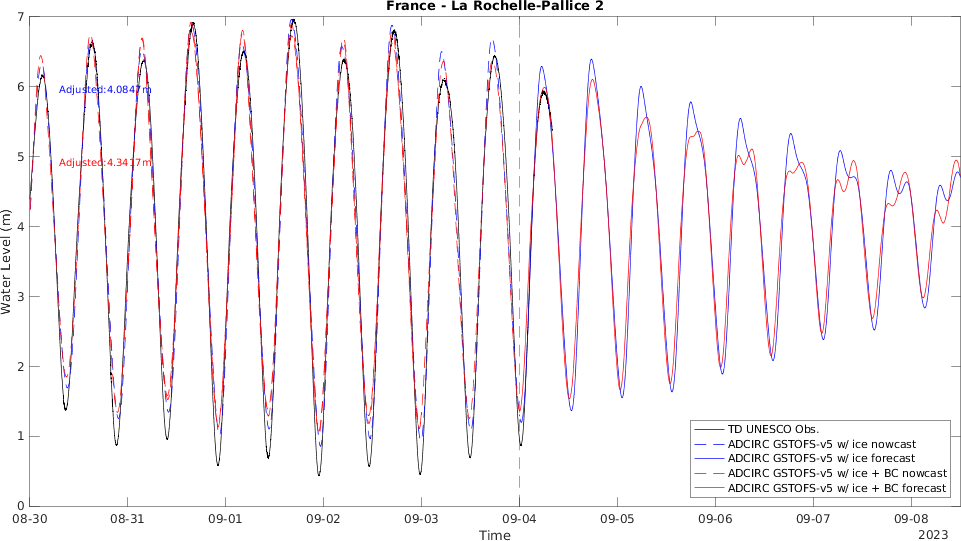 France - La Rochelle-Pallice 2
7
6
5
4
3
2
1
0
Water Level (m)
Adjusted:4.0847m
Adjusted:4.3417m
TD UNESCO Obs.
ADCIRC GSTOFS-v5 w/ ice nowcast
ADCIRC GSTOFS-v5 w/ ice forecast
ADCIRC GSTOFS-v5 w/ ice + BC nowcast
ADCIRC GSTOFS-v5 w/ ice + BC forecast
08-30 08-31 09-01 09-02 09-03 09-04 09-05 09-06 09-07 09-08
Time
2023